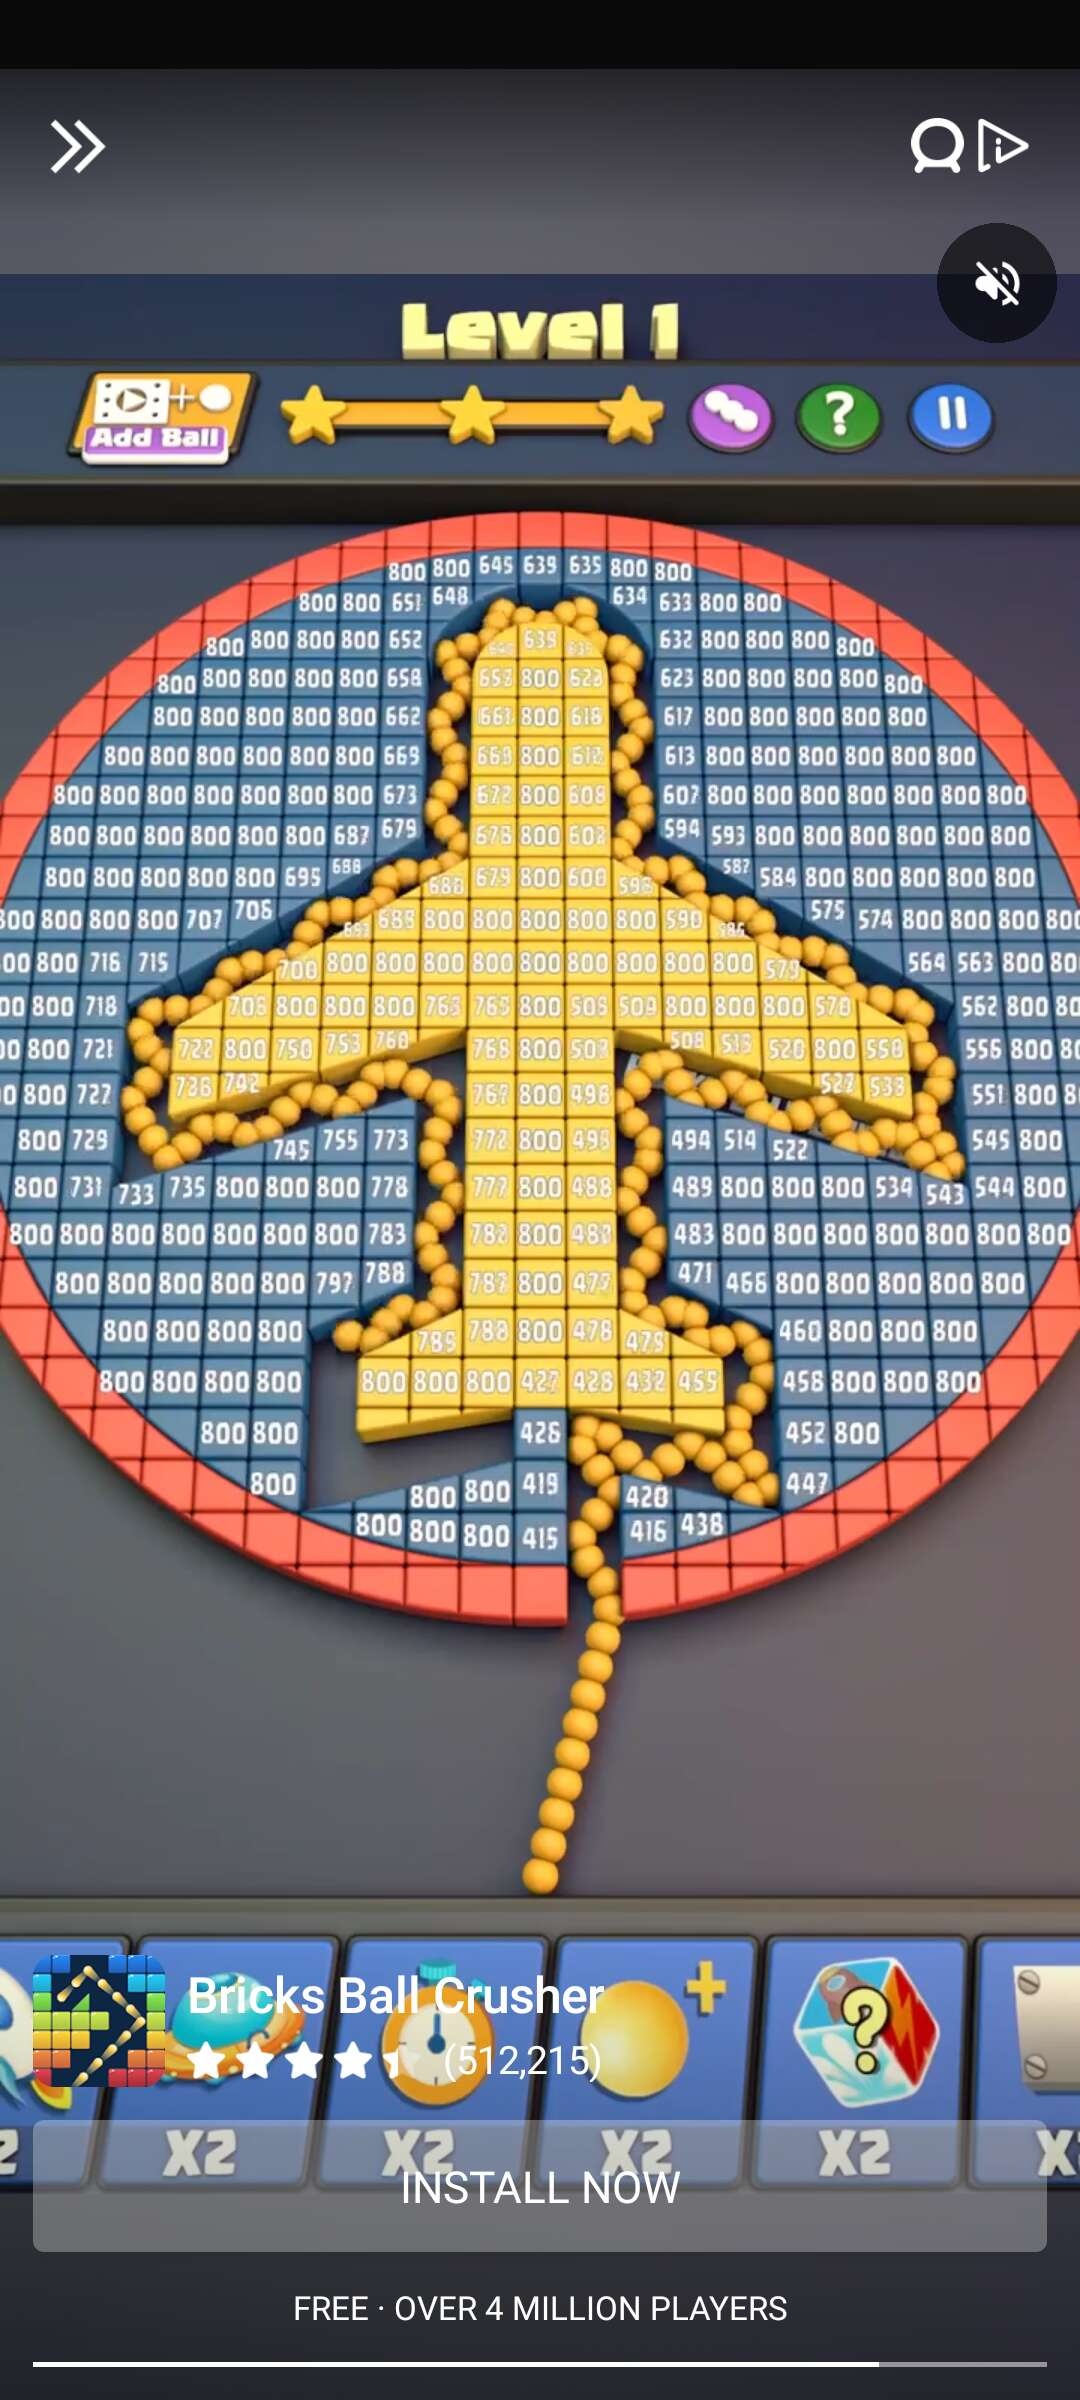 Level 1
Add Ball
?
800 800 645 639 635 800 800
800 800 651 648 634 633 800 800
800 800 800 800 652 639 632 800 800 800 800
800 800 800 800 800 658 800 623 800 800 800 800 800
800 800 800 800 800 662 800 618 617 800 800 800 800 800
800 800 800 800 800 800 669 669 800 612 613 800 800 800 800 800 800
800 800 800 800 800 800 800 673 672 800 608 607 800 800 800 800 800 800 800
800 800 800 800 800 800 687 679 678 800 602 594 593 800 800 800 800 800 800
800 800 800 800 800 695 688 688 679 800 600 598 587 584 800 800 800 800 800
800 800 800 707 706 689 800 800 800 800 800 590 575 574 800 800 800
800 716 715 700 800 800 800 800 800 800 800 800 800 579 564 563 800
800 718 708 800 800 800 765 800 509 509 800 800 800 570 562 800
800 721 722 800 750 753 760 768 800 508 519 520 800 550 556 800
800 727 736 742 767 800 496 527 533 551 800
800 729 745 755 773 772 800 493 494 514 522 545 800
800 731 733 735 800 800 800 778 777 800 488 489 800 800 800 534 543 544 800
800 800 800 800 800 800 800 783 782 800 483 800 800 800 800 800 800 800
800 800 800 800 800 797 788 787 800 477 471 466 800 800 800 800 800
800 800 800 800 785 788 800 478 479 460 800 800 800
800 800 800 800 800 800 800 427 428 432 455 458 800 800 800
800 800 426 452 800
800 800 800 419 420 447
800 800 800 415 416 438
Bricks Ball Crusher
(512,215)
X2 X2 X2 X2
INSTALL NOW
FREE · OVER 4 MILLION PLAYERS